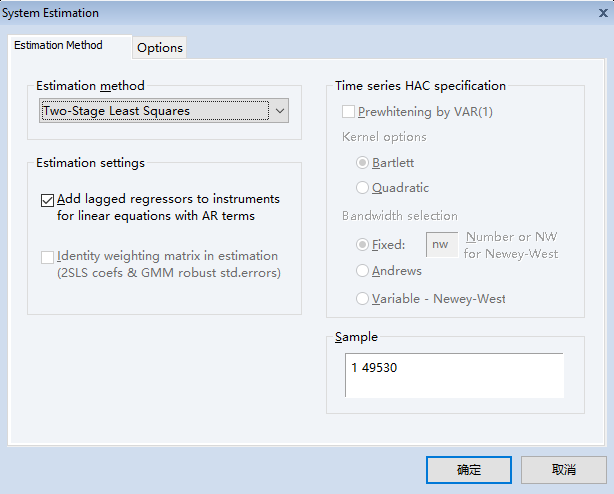 System Estimation
Estimation Method
Options
Estimation method
Two-Stage Least Squares
Estimation settings
Add lagged regressors to instruments
for linear equations with AR terms
Identity weighting matrix in estimation
(2SLS coefs & GMM robust std.errors)
Time series HAC specification
Prewhitening by VAR(1)
Kernel options
Bartlett
Quadratic
Bandwidth selection
Fixed:
nw
Number or NW
for Newey-West
Andrews
Variable - Newey-West
Sample
1 49530
确定
取消